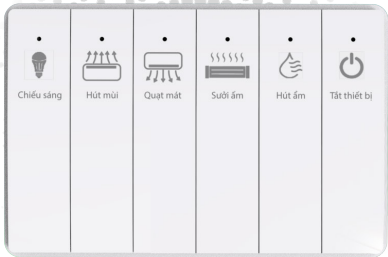 Chiếu sáng
Hút mùi
Quạt mát
Sưởi ấm
Hút ẩm
Tắt thiết bị